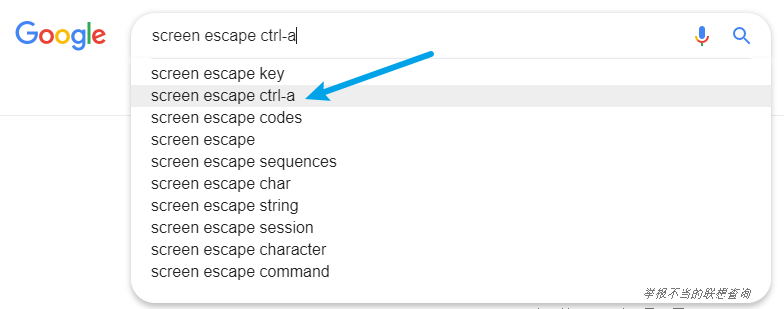 Google
screen escape ctrl-a
screen escape key
screen escape ctrl-a
screen escape codes
screen escape
screen escape sequences
screen escape char
screen escape string
screen escape session
screen escape character
screen escape command
举报不当的联想查询